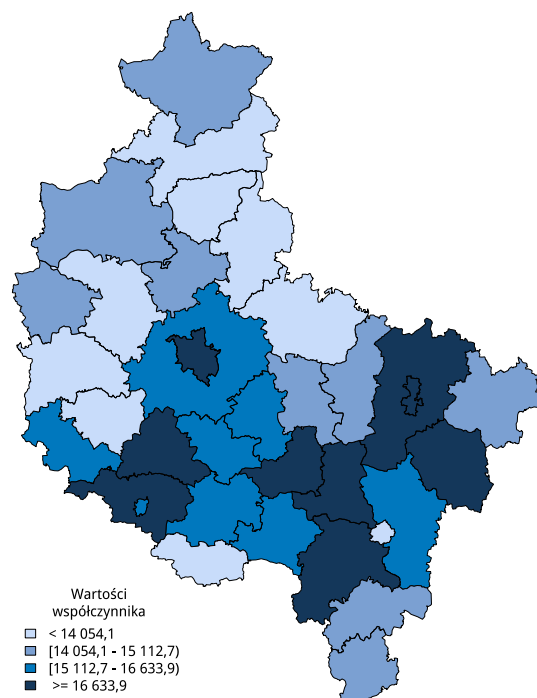 Wartości
współczynnika
< 14 054,1
[14 054,1 - 15 112,7)
[15 112,7 - 16 633,9)
>= 16 633,9